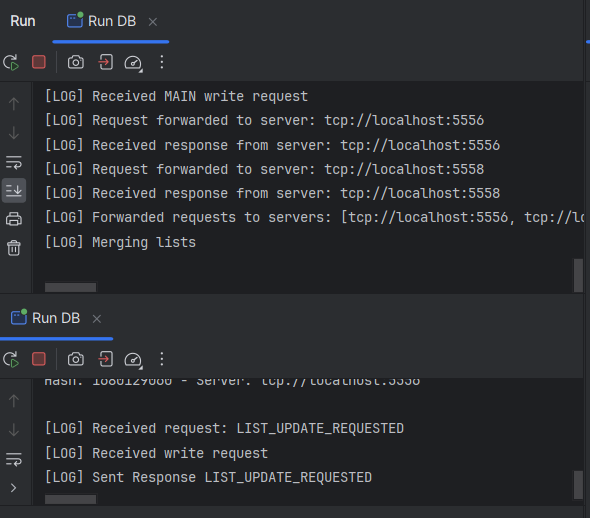 Run Run DB
[LOG] Received MAIN write request
[LOG] Request forwarded to server: tcp://localhost:5556
[LOG] Received response from server: tcp://localhost:5556
[LOG] Request forwarded to server: tcp://localhost:5558
[LOG] Received response from server: tcp://localhost:5558
[LOG] Forwarded requests to servers: [tcp://localhost:5556, tcp://lo
[LOG] Merging lists
Run DB
Hash: 1680129060 - Server: tcp://localhost:5556
[LOG] Received request: LIST_UPDATE_REQUESTED
[LOG] Received write request
[LOG] Sent Response LIST_UPDATE_REQUESTED